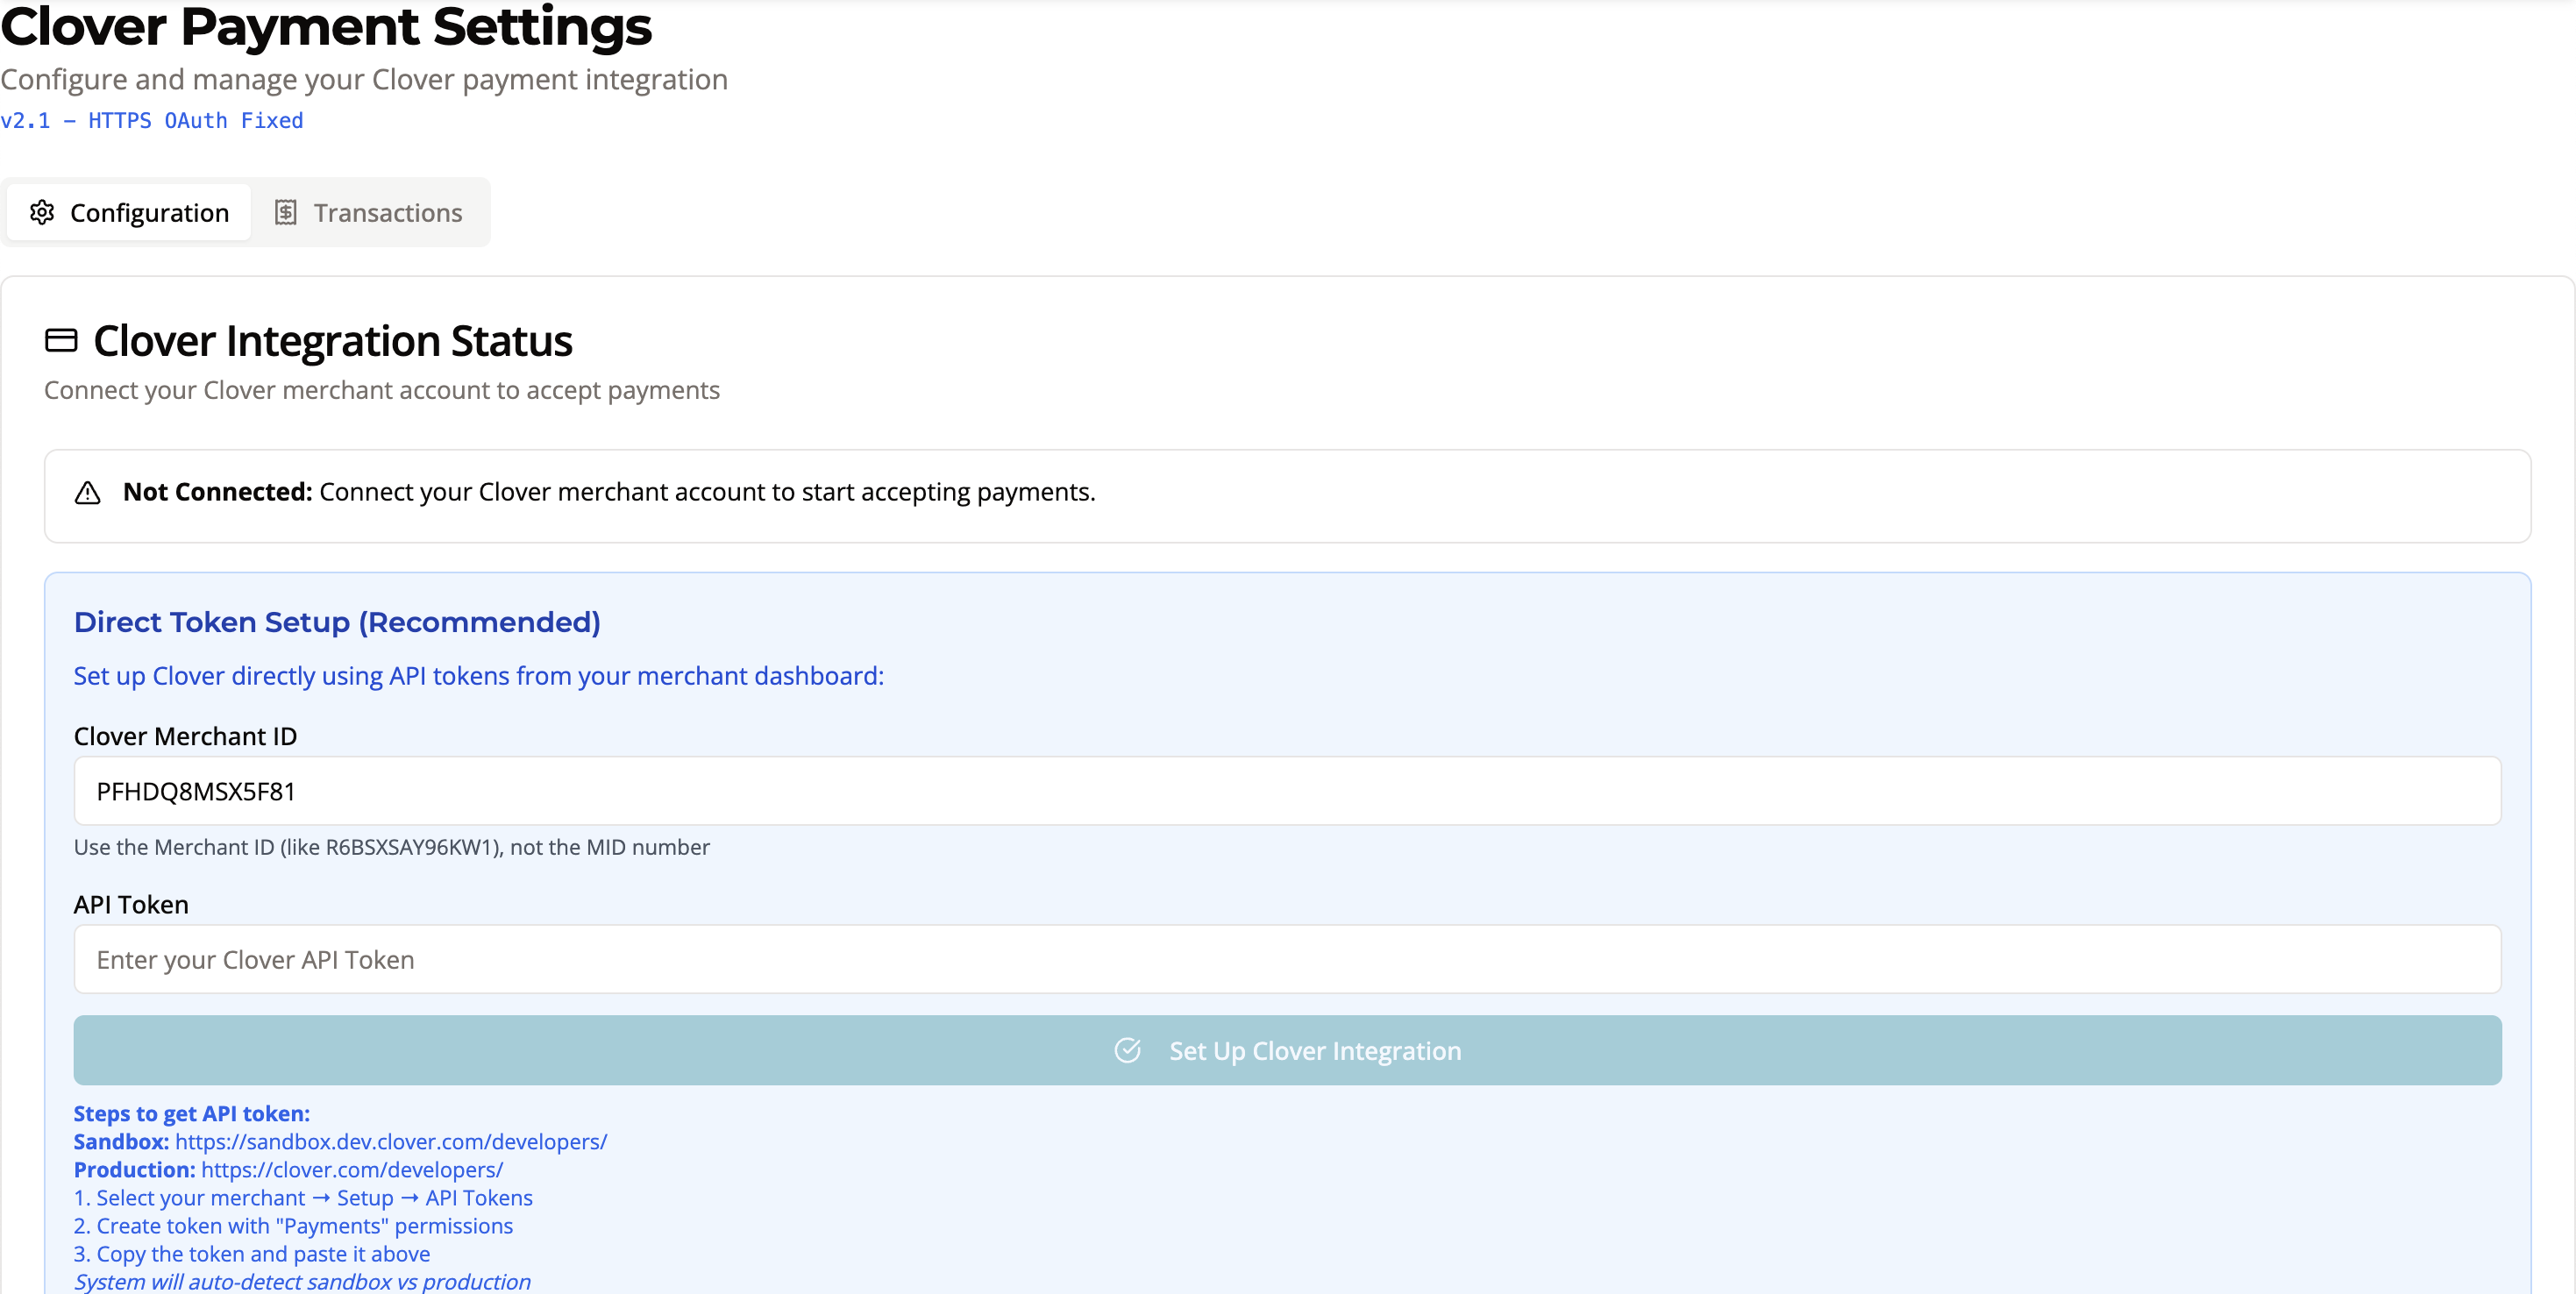 Clover Payment Settings
Configure and manage your Clover payment integration
v2.1 – HTTPS OAuth Fixed
Configuration
Transactions
Clover Integration Status
Connect your Clover merchant account to accept payments
Not Connected: Connect your Clover merchant account to start accepting payments.
Direct Token Setup (Recommended)
Set up Clover directly using API tokens from your merchant dashboard:
Clover Merchant ID
PFHDQ8MSX5F81
Use the Merchant ID (like R6BSXSAY96KW1), not the MID number
API Token
Enter your Clover API Token
Set Up Clover Integration
Steps to get API token:
Sandbox: https://sandbox.dev.clover.com/developers/
Production: https://clover.com/developers/
1. Select your merchant → Setup → API Tokens
2. Create token with "Payments" permissions
3. Copy the token and paste it above
System will auto-detect sandbox vs production